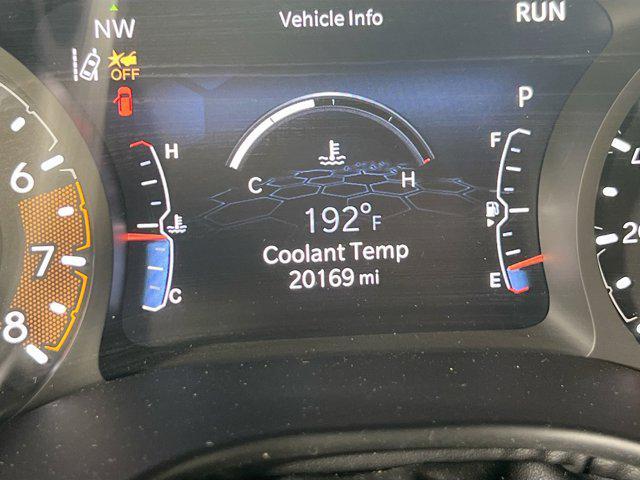 Vehicle Info
RUN
NW
OFF
P
H
F
6
C
H
192°F
7
Coolant Temp
E
C
20169 mi
8